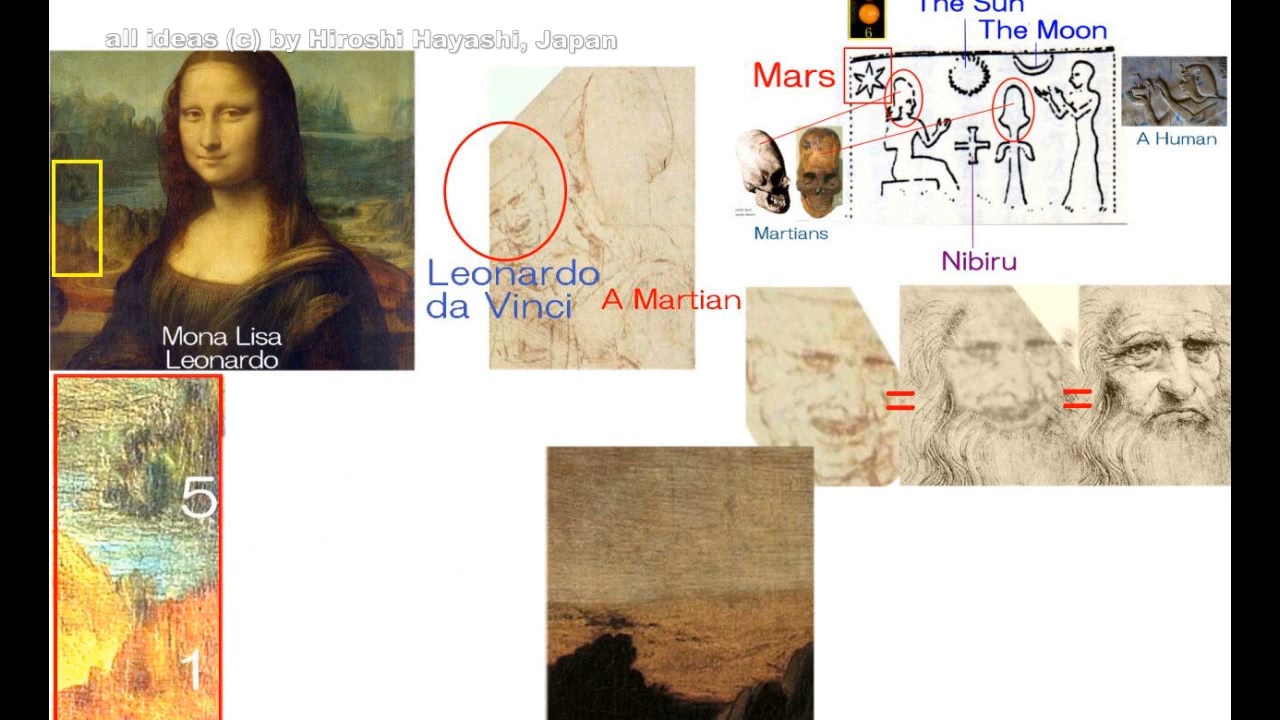 all ideas (c) by Hiroshi Hayashi, Japan
The Sun
The Moon
6
Mars
A Human
Martians
Nibiru
Leonardo
da Vinci
A Martian
Mona Lisa
Leonardo
=
=
5
1